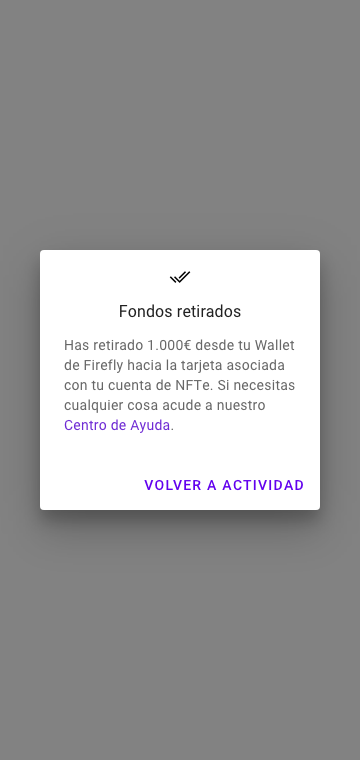 Fondos retirados
Has retirado 1.000€ desde tu Wallet
de Firefly hacia la tarjeta asociada
con tu cuenta de NFTe. Si necesitas
cualquier cosa acude a nuestro
Centro de Ayuda.
VOLVER A ACTIVIDAD